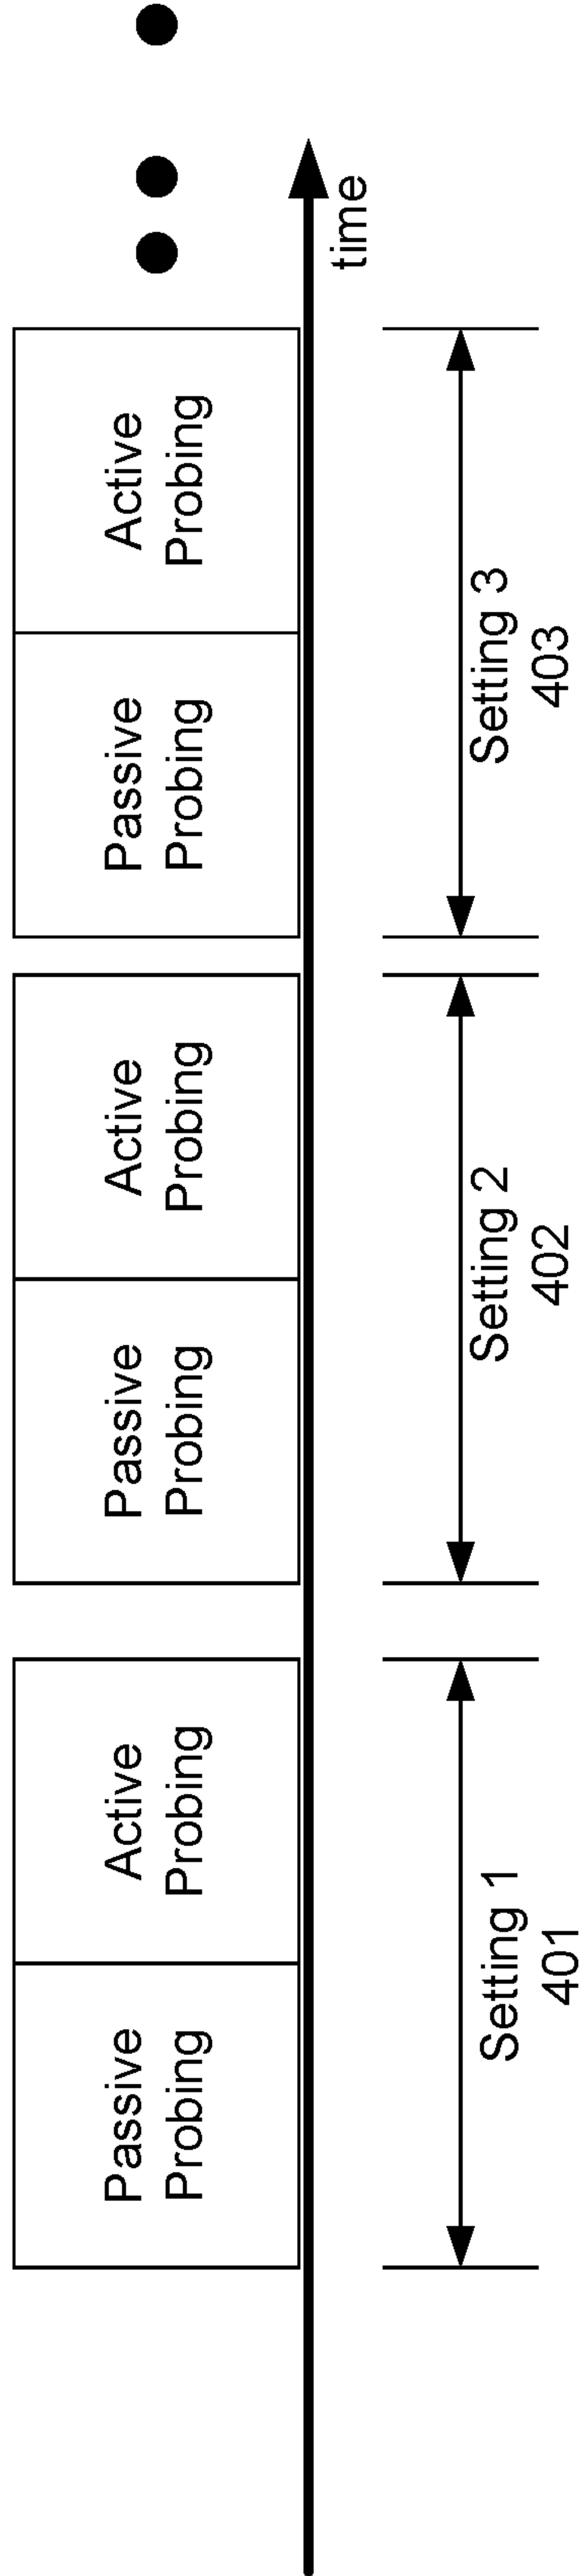 Passive
Probing
Active
Probing
Passive
Probing
Active
Probing
Passive
Probing
Active
Probing
time
Setting 1
401
Setting 2
402
Setting 3
403